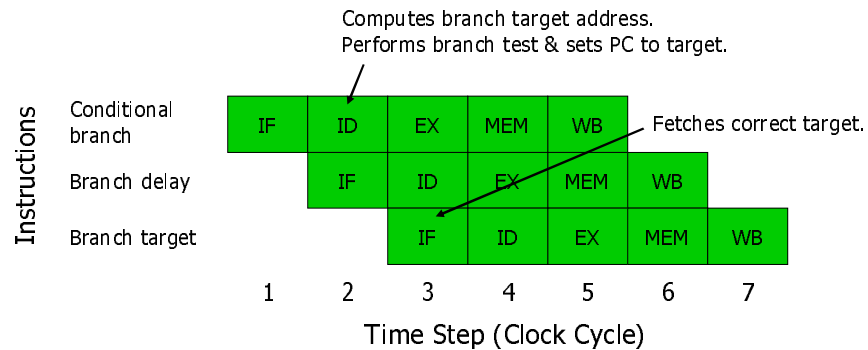 Computes branch target address.
Performs branch test & sets PC to target.
Instructions
Conditional
branch
IF ID EX MEM WB
Fetches correct target.
Branch delay
IF ID EX MEM WB
Branch target
IF ID EX MEM WB
1 2 3 4 5 6 7
Time Step (Clock Cycle)